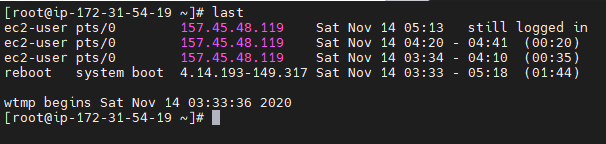 [root@ip-172-31-54-19 ~]# last
ec2-user pts/0        157.45.48.119    Sat Nov 14 05:13   still logged in
ec2-user pts/0        157.45.48.119    Sat Nov 14 04:20 - 04:41  (00:20)
ec2-user pts/0        157.45.48.119    Sat Nov 14 03:34 - 04:10  (00:35)
reboot   system boot  4.14.193-149.317 Sat Nov 14 03:33 - 05:18  (01:44)

wtmp begins Sat Nov 14 03:33:36 2020
[root@ip-172-31-54-19 ~]#